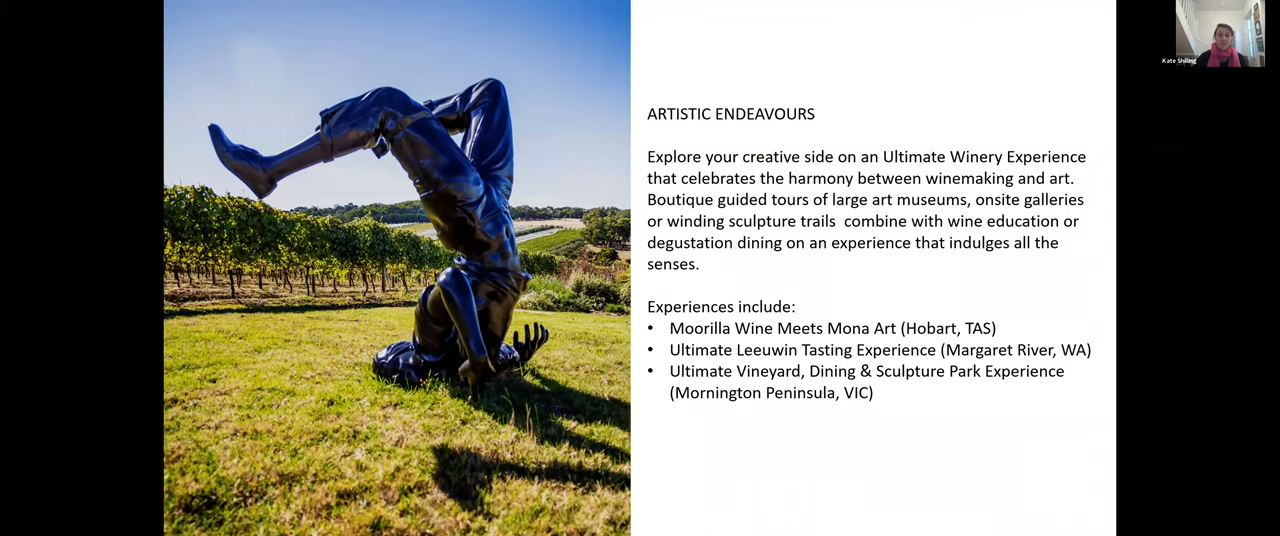 Kate Shilling
ARTISTIC ENDEAVOURS
Explore your creative side on an Ultimate Winery Experience
that celebrates the harmony between winemaking and art.
Boutique guided tours of large art museums, onsite galleries
or winding sculpture trails combine with wine education or
degustation dining on an experience that indulges all the
senses.
Experiences include:
• Moorilla Wine Meets Mona Art (Hobart, TAS)
• Ultimate Leeuwin Tasting Experience (Margaret River, WA)
• Ultimate Vineyard, Dining & Sculpture Park Experience
(Mornington Peninsula, VIC)